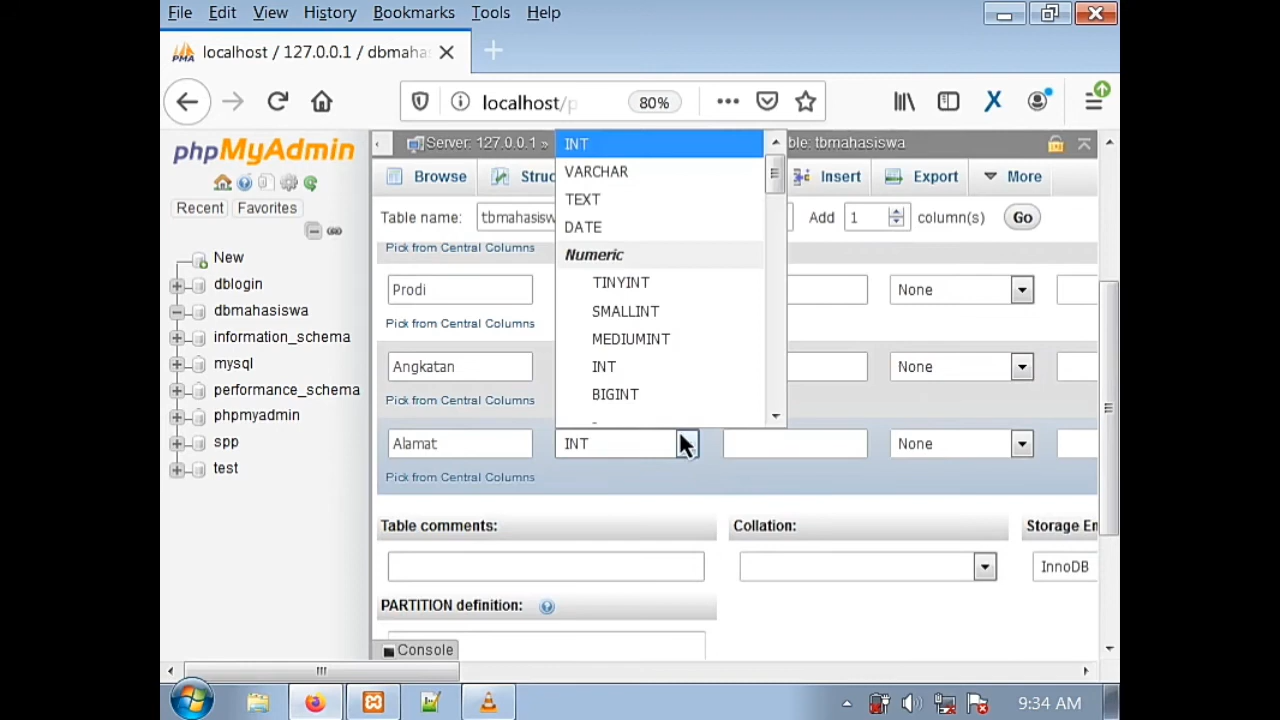 File Edit View History Bookmarks Tools Help
PMA localhost / 127.0.0.1 / dbmahas
localhost/p 80%
phpMyAdmin
Recent Favorites
New
dblogin
dbmahasiswa
information_schema
mysql
performance_schema
phpmyadmin
spp
test
Server: 127.0.0.1 » ble: tbmahasiswa
Browse Struc Insert Export More
Table name: tbmahasisw Add 1 column(s) Go
Pick from Central Columns
Prodi None
Pick from Central Columns
Angkatan None
Pick from Central Columns
Alamat INT None
Pick from Central Columns
INT
VARCHAR
TEXT
DATE
Numeric
TINYINT
SMALLINT
MEDIUMINT
INT
BIGINT
-
Table comments: Collation: Storage En
InnoDB
PARTITION definition:
Console
9:34 AM